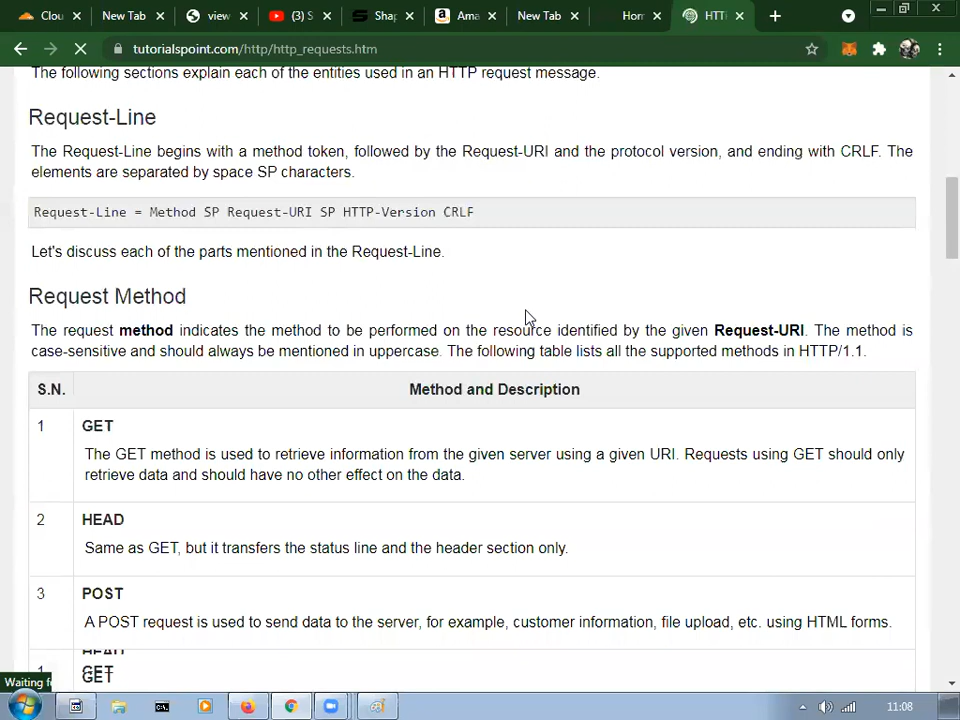 Clou
New Tab
view
(3) S
Shap
Ama
New Tab
Hom
HTT
tutorialspoint.com/http/http_requests.htm
The following sections explain each of the entities used in an HTTP request message.
Request-Line
The Request-Line begins with a method token, followed by the Request-URI and the protocol version, and ending with CRLF. The
elements are separated by space SP characters.
Request-Line = Method SP Request-URI SP HTTP-Version CRLF
Let's discuss each of the parts mentioned in the Request-Line.
Request Method
The request method indicates the method to be performed on the resource identified by the given Request-URI. The method is
case-sensitive and should always be mentioned in uppercase. The following table lists all the supported methods in HTTP/1.1.
S.N. Method and Description
1 GET
The GET method is used to retrieve information from the given server using a given URI. Requests using GET should only
retrieve data and should have no other effect on the data.
2 HEAD
Same as GET, but it transfers the status line and the header section only.
3 POST
A POST request is used to send data to the server, for example, customer information, file upload, etc. using HTML forms.
HEAD
1 GET
Waiting f
11:08